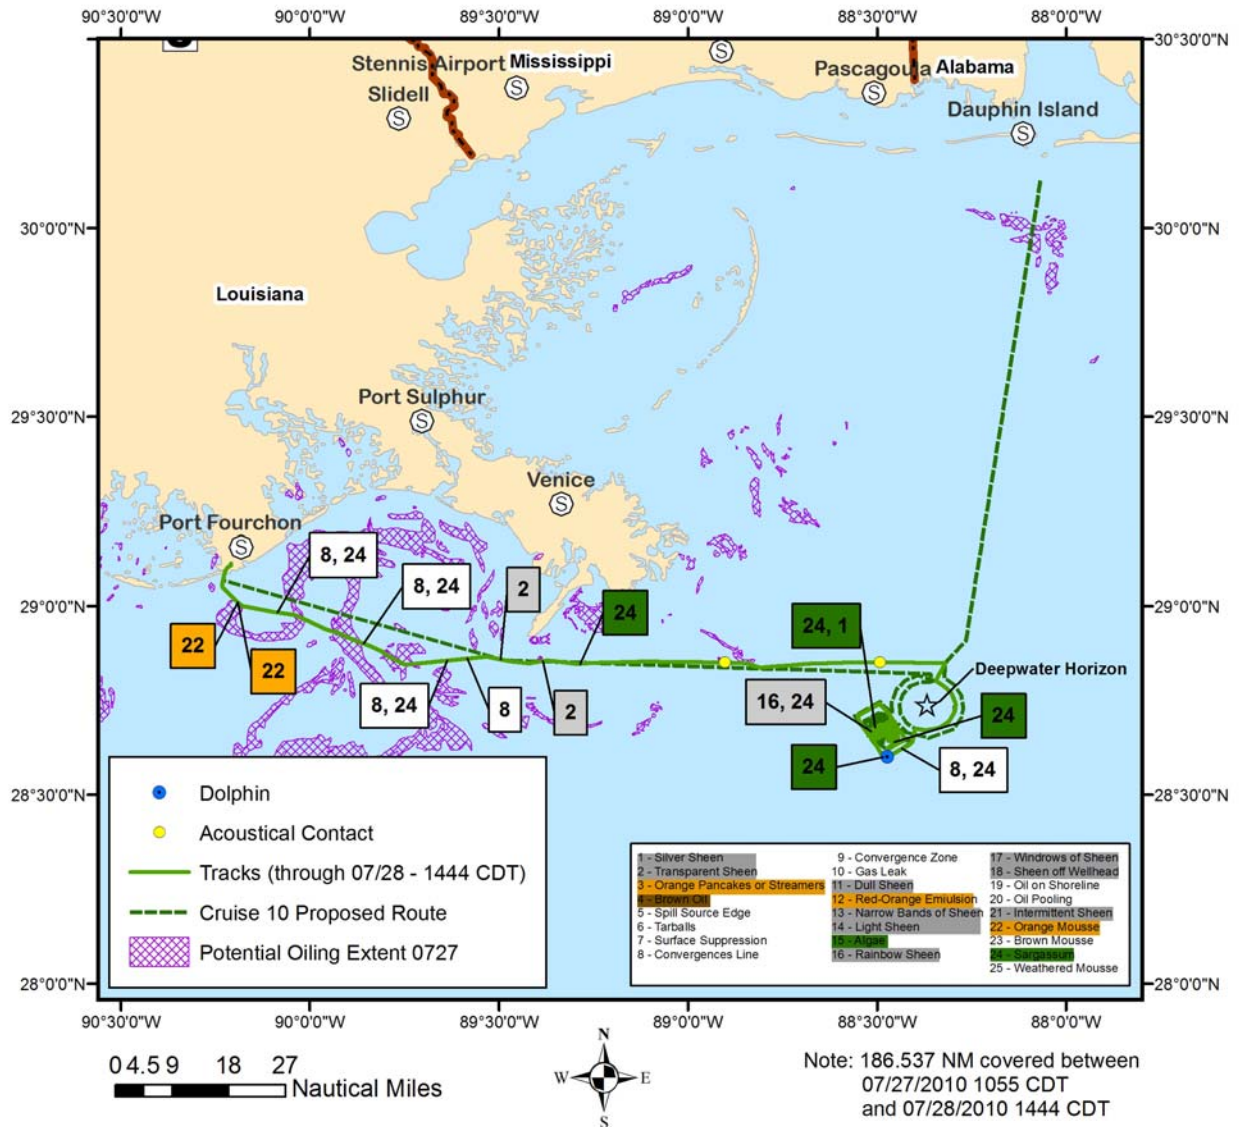 90°30'0"W 90°0'0"W 89°30'0"W 89°0'0"W 88°30'0"W 88°0'0"W
30°30'0"N 30°30'0"N
Stennis Airport Mississippi
Pascagoula Alabama
Slidell
Dauphin Island
S
S
S
S
S
30°0'0"N 30°0'0"N
Louisiana
29°30'0"N 29°30'0"N
Port Sulphur
S
Venice
S
Port Fourchon
S
8, 24
8, 24
2
24
29°0'0"N 29°0'0"N
22
22
24, 1
Deepwater Horizon
8, 24
8
2
16, 24
24
24
8, 24
28°30'0"N 28°30'0"N
Dolphin
Acoustical Contact
Tracks (through 07/28 - 1444 CDT)
Cruise 10 Proposed Route
Potential Oiling Extent 0727
1 - Silver Sheen
2 - Transparent Sheen
3 - Orange Pancakes or Streamers
4 - Brown Oil
5 - Spill Source Edge
6 - Tarballs
7 - Surface Suppression
8 - Convergences Line
9 - Convergence Zone
10 - Gas Leak
11 - Dull Sheen
12 - Red-Orange Emiulsion
13 - Narrow Bands of Sheen
14 - Light Sheen
15 - Algae
16 - Rainbow Sheen
17 - Windrows of Sheen
18 - Sheen off Wellhead
19 - Oil on Shoreline
20 - Oil Pooling
21 - Intermittent Sheen
22 - Orange Mousse
23 - Brown Mousse
24 - Sargassum
25 - Weathered Mousse
28°0'0"N 28°0'0"N
90°30'0"W 90°0'0"W 89°30'0"W 89°0'0"W 88°30'0"W 88°0'0"W
0 4.5 9 18 27
Nautical Miles
N
W E
S
Note: 186.537 NM covered between
07/27/2010 1055 CDT
and 07/28/2010 1444 CDT